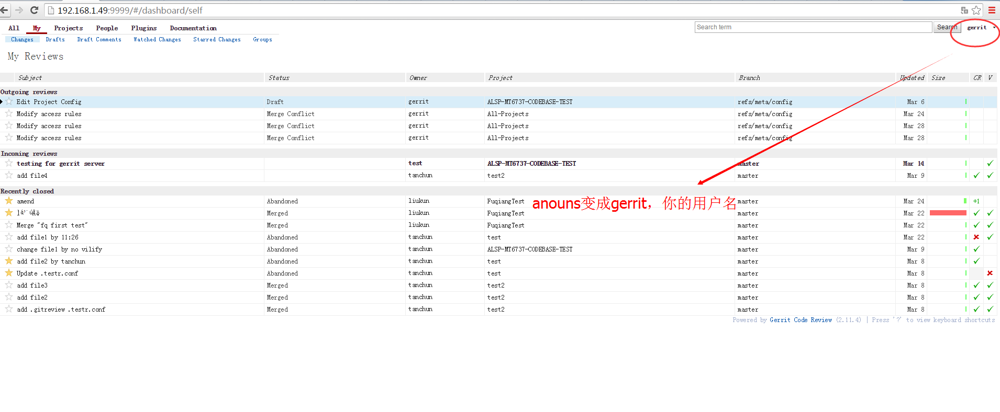 192.168.1.49:9999/#/dashboard/self
All My Projects People Plugins Documentation Search term Search gerrit
Changes Drafts Draft Comments Watched Changes Starred Changes Groups
My Reviews
Subject Status Owner Project Branch Updated Size CR V
Outgoing reviews
Edit Project Config Draft gerrit ALSP-MT6737-CODEBASE-TEST refs/meta/config Mar 6
Modify access rules Merge Conflict gerrit All-Projects refs/meta/config Mar 24
Modify access rules Merge Conflict gerrit All-Projects refs/meta/config Mar 28
Modify access rules Merge Conflict gerrit All-Projects refs/meta/config Mar 28
Incoming reviews
testing for gerrit server test ALSP-MT6737-CODEBASE-TEST master Mar 14
add file4 tanchun test2 master Mar 9
Recently closed
amend Abandoned liukun FuqiangTest master Mar 24 +1
anouns变成gerrit，你的用户名
Merged liukun FuqiangTest master Mar 22
Merge "fq first test" Merged liukun FuqiangTest master Mar 22
add file1 by 11:26 Abandoned tanchun test master Mar 22
change file1 by no vilify Abandoned tanchun ALSP-MT6737-CODEBASE-TEST master Mar 9
add file2 by tanchun Abandoned tanchun test master Mar 8
Update .testr.conf Abandoned tanchun test master Mar 8
add file3 Merged tanchun test2 master Mar 8
add file2 Merged tanchun test2 master Mar 8
add .gitreview .testr.conf Merged tanchun test2 master Mar 8
Powered by Gerrit Code Review (2.11.4) | Press '?' to view keyboard shortcuts